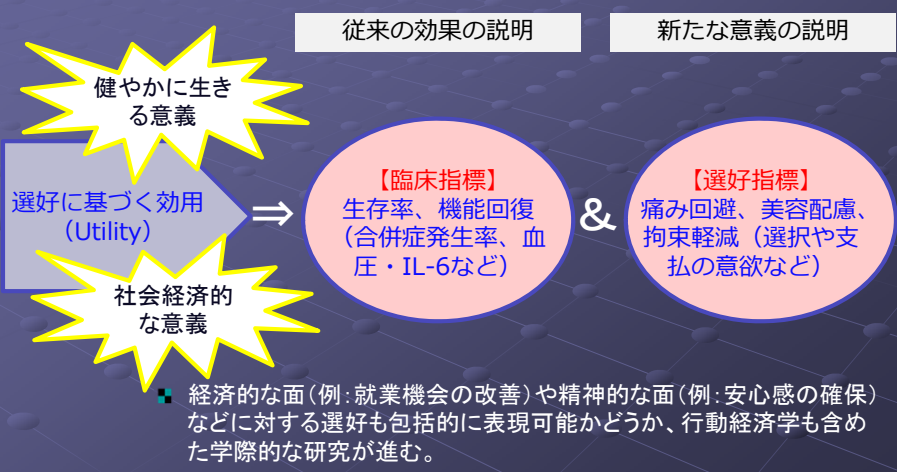 従来の効果の説明
新たな意義の説明
健やかに生き
る意義
選好に基づく効用
（Utility）
社会経済的
な意義
⇒
【臨床指標】
生存率、機能回復
（合併症発生率、血
圧・IL-6など）
&
【選好指標】
痛み回避、美容配慮、
拘束軽減（選択や支
払の意欲など）
経済的な面（例：就業機会の改善）や精神的な面（例：安心感の確保）
などに対する選好も包括的に表現可能かどうか、行動経済学も含め
た学際的な研究が進む。